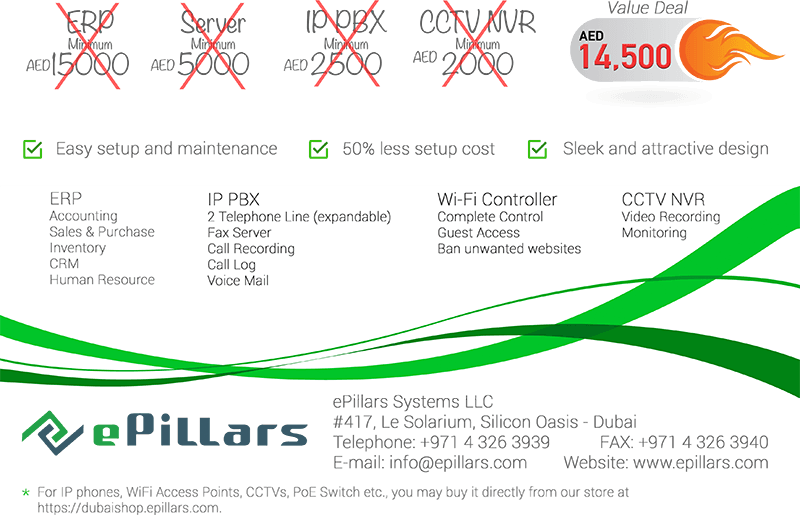 ERP Server IP PBX CCTV NVR Value Deal
Minimum Minimum Minimum Minimum AED
AED 15000 AED 5000 AED 2500 AED 2000 14,500
Easy setup and maintenance 50% less setup cost Sleek and attractive design
ERP
Accounting
Sales & Purchase
Inventory
CRM
Human Resource
IP PBX
2 Telephone Line (expandable)
Fax Server
Call Recording
Call Log
Voice Mail
Wi-Fi Controller
Complete Control
Guest Access
Ban unwanted websites
CCTV NVR
Video Recording
Monitoring
ePillars
ePillars Systems LLC
#417, Le Solarium, Silicon Oasis - Dubai
Telephone: +971 4 326 3939 FAX: +971 4 326 3940
E-mail: info@epillars.com Website: www.epillars.com
* For IP phones, WiFi Access Points, CCTVs, PoE Switch etc., you may buy it directly from our store at
https://dubaishop.epillars.com.